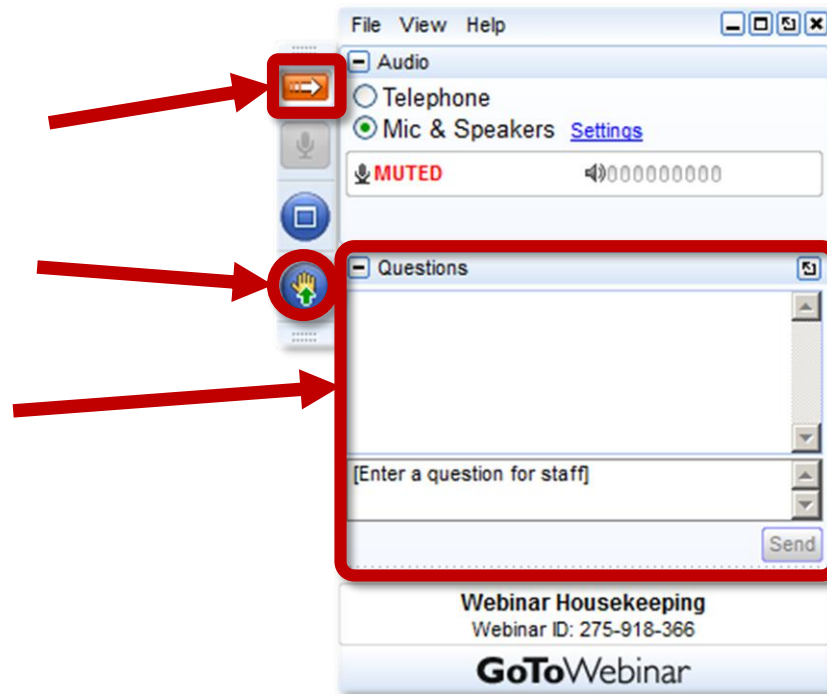 File View Help
Audio
Telephone
Mic & Speakers Settings
MUTED 000000000
Questions
[Enter a question for staff]
Send
Webinar Housekeeping
Webinar ID: 275-918-366
GoToWebinar